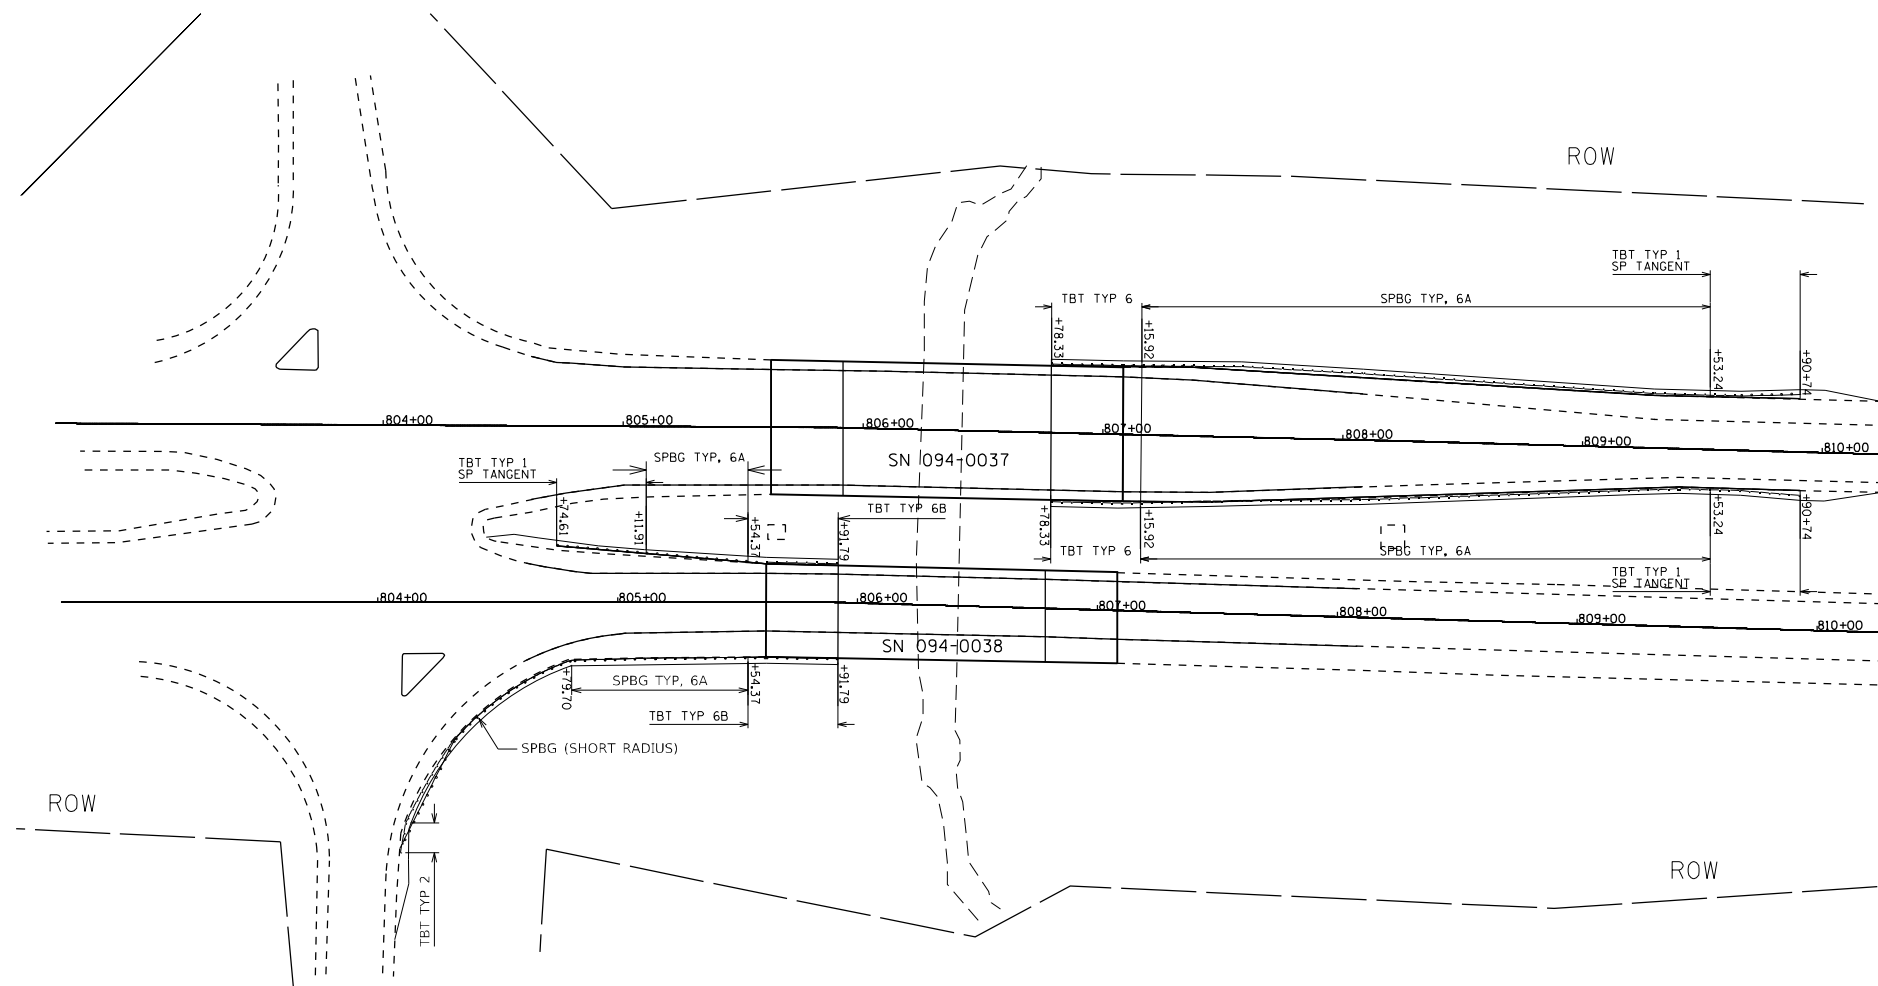 ROW
TBT TYP 1
SP TANGENT
TBT TYP 6
SPBG TYP. 6A
+78.33
+15.92
+53.24
+90+74
804+00
805+00
806+00
807+00
808+00
809+00
810+00
SN 094-0037
TBT TYP 1
SP TANGENT
SPBG TYP. 6A
TBT TYP 6B
+74.61
+11.91
+54.37
+91.79
+78.33
+15.92
+53.24
+90+74
TBT TYP 6
SPBG TYP. 6A
TBT TYP 1
SP TANGENT
804+00
805+00
806+00
807+00
808+00
809+00
810+00
SN 094-0038
+79.70
SPBG TYP. 6A
+54.37
+91.79
TBT TYP 6B
SPBG (SHORT RADIUS)
ROW
TBT TYP 2
ROW